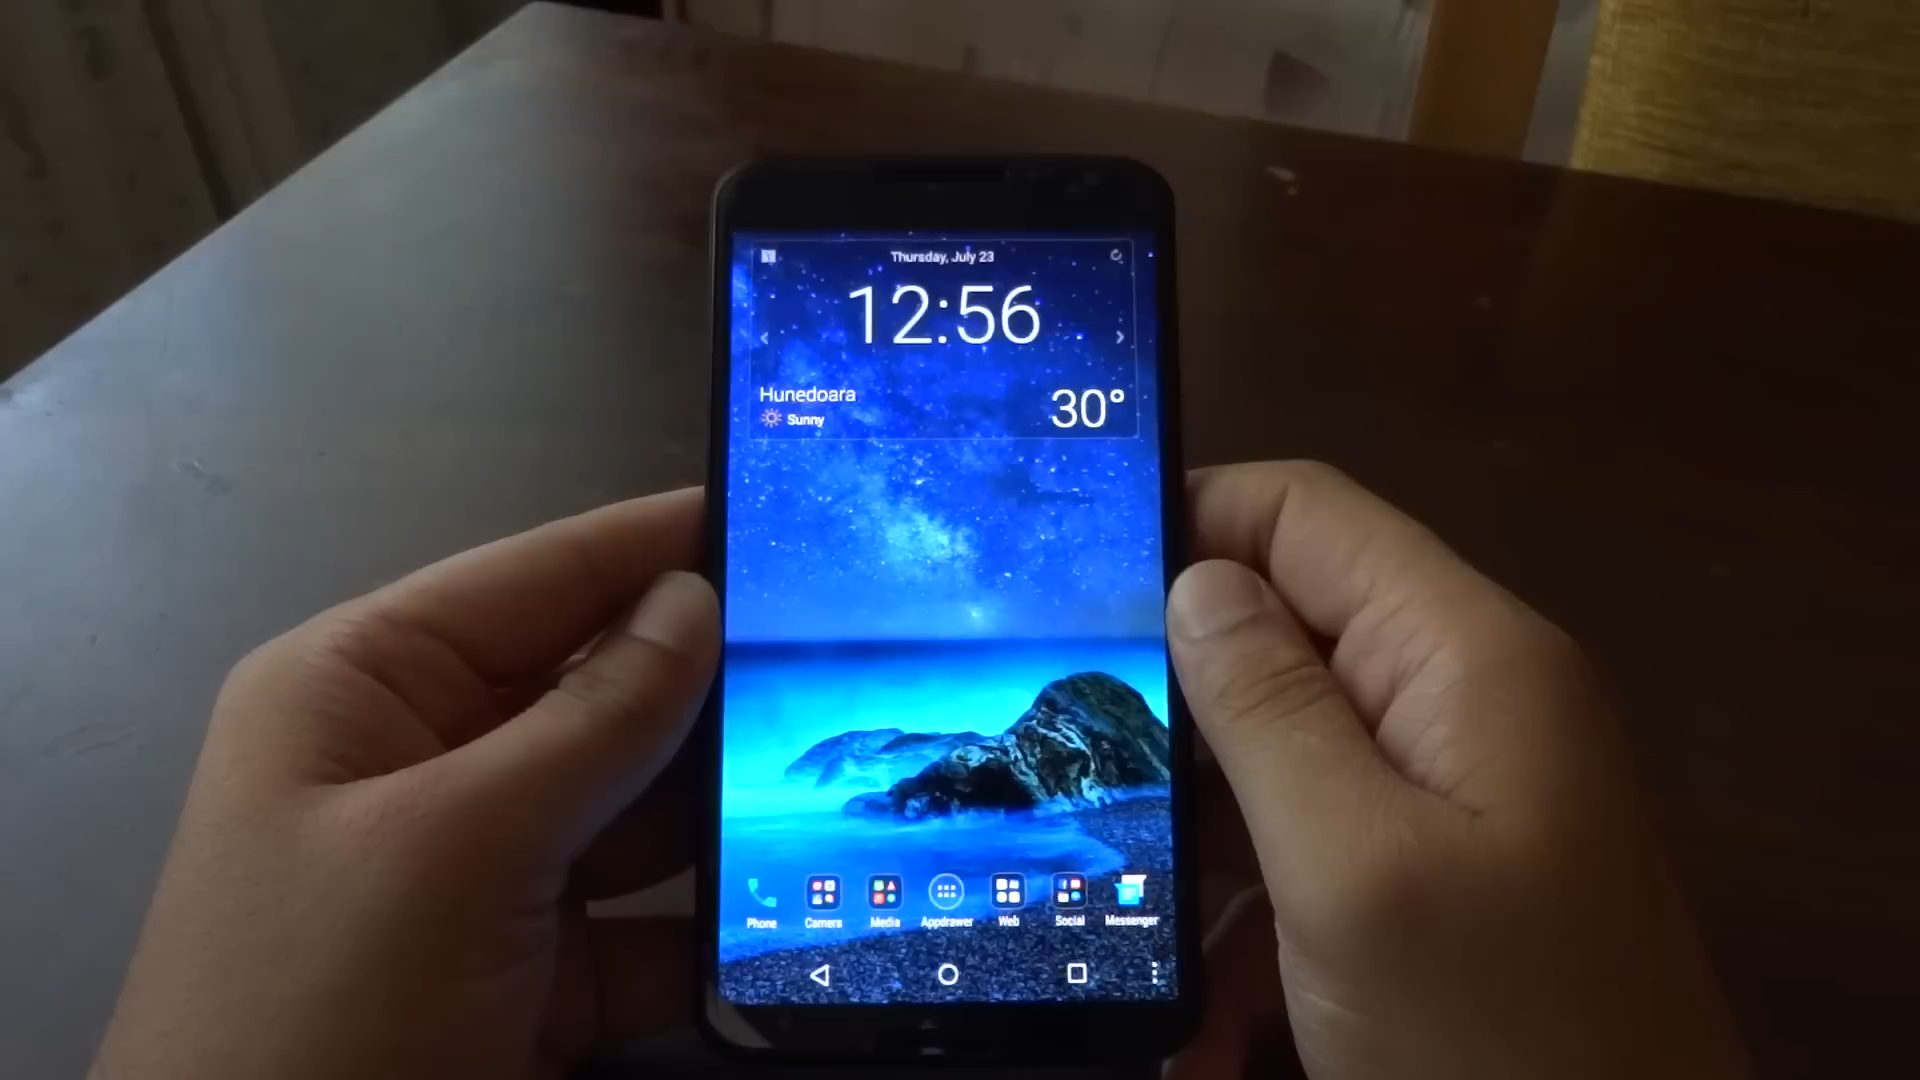 Thursday, July 23
12:56
Hunedoara
Sunny
30°
Phone
Camera
Media
Appdrawer
Web
Social
Messenger